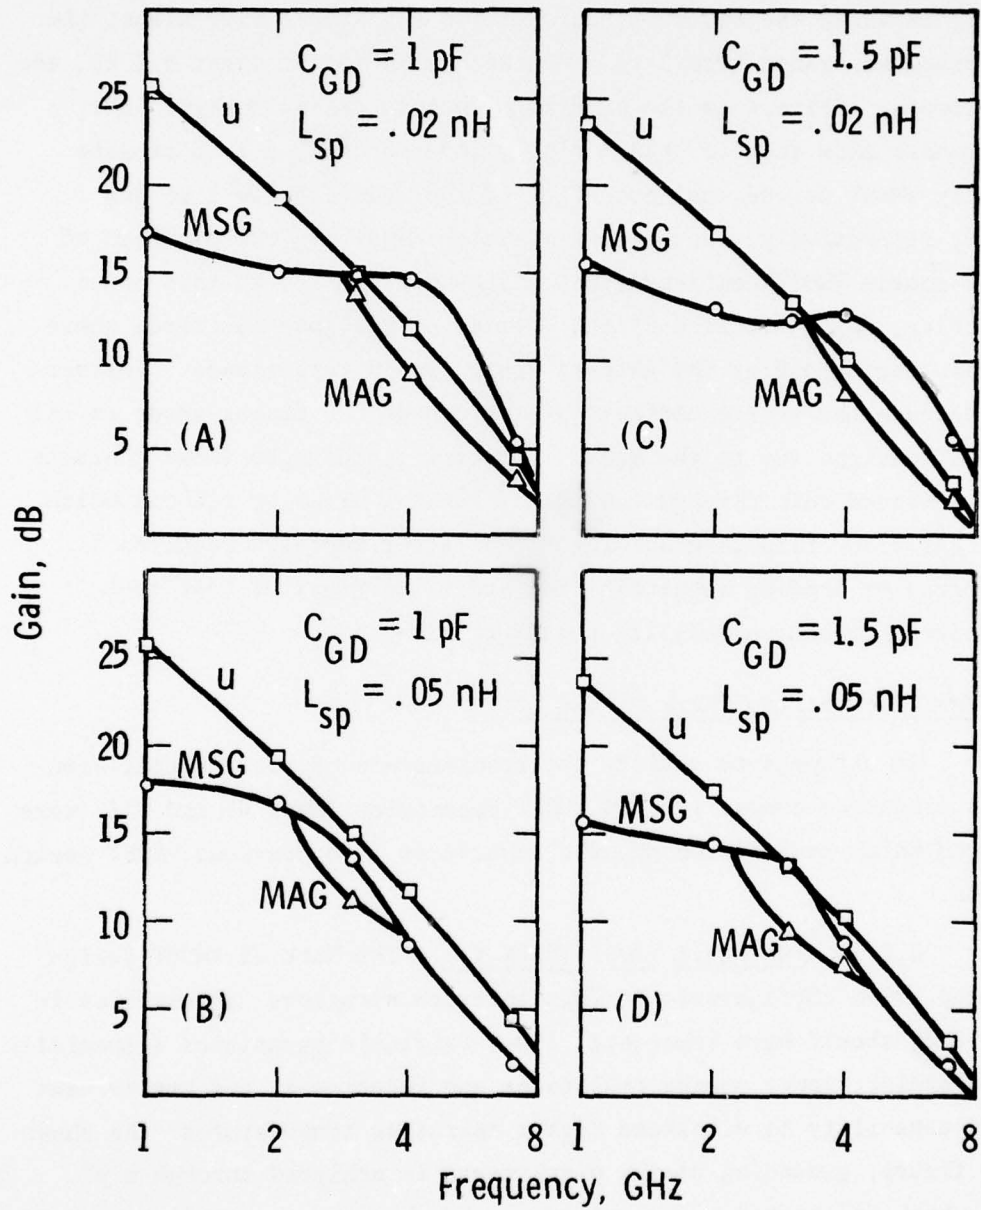 C_GD = 1 pF
L_sp = .02 nH
25
20
15
10
5
u
MSG
MAG
(A)
C_GD = 1.5 pF
L_sp = .02 nH
u
MSG
MAG
(C)
Gain, dB
C_GD = 1 pF
L_sp = .05 nH
25
20
15
10
5
u
MSG
MAG
(B)
1
2
4
8
C_GD = 1.5 pF
L_sp = .05 nH
u
MSG
MAG
(D)
1
2
4
8
Frequency, GHz